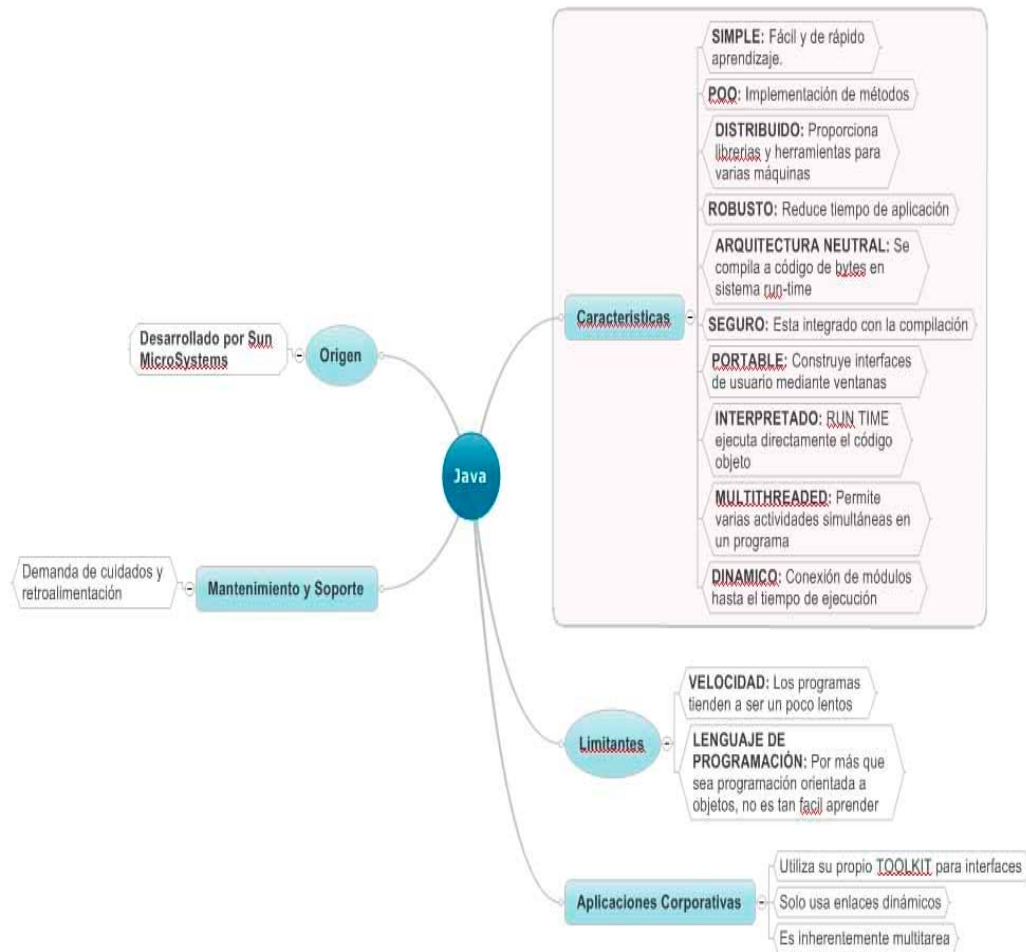 SIMPLE: Fácil y de rápido
aprendizaje.
POO: Implementación de métodos
DISTRIBUIDO: Proporciona
librerias y herramientas para
varias máquinas
ROBUSTO: Reduce tiempo de aplicación
ARQUITECTURA NEUTRAL: Se
compila a código de bytes en
sistema run-time
Caracteristicas
SEGURO: Esta integrado con la compilación
PORTABLE: Construye interfaces
de usuario mediante ventanas
INTERPRETADO: RUN TIME
ejecuta directamente el código
objeto
MULTITHREADED: Permite
varias actividades simultáneas en
un programa
DINAMICO: Conexión de módulos
hasta el tiempo de ejecución
Desarrollado por Sun
MicroSystems
Origen
Java
Demanda de cuidados y
retroalimentación
Mantenimiento y Soporte
Limitantes
VELOCIDAD: Los programas
tienden a ser un poco lentos
LENGUAJE DE
PROGRAMACIÓN: Por más que
sea programación orientada a
objetos, no es tan facil aprender
Aplicaciones Corporativas
Utiliza su propio TOOLKIT para interfaces
Solo usa enlaces dinámicos
Es inherentemente multitarea